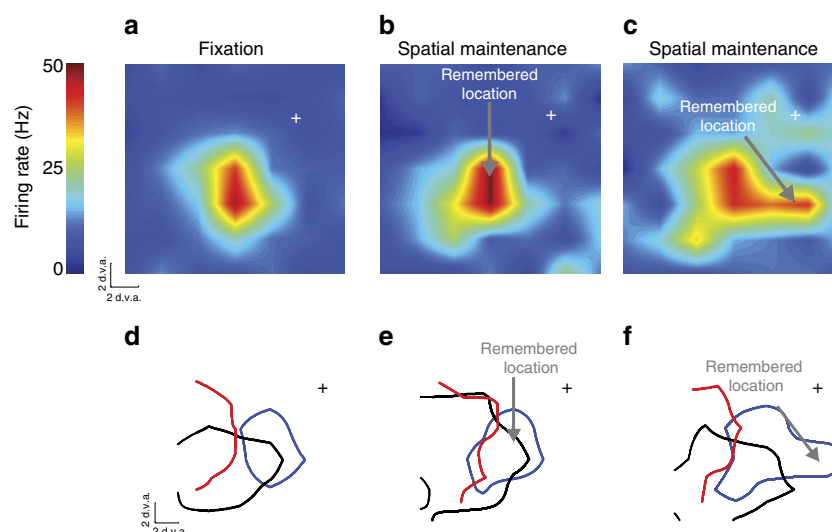 a
Fixation
b
Spatial maintenance
c
Spatial maintenance
Firing rate (Hz)
50
25
0
Remembered
location
Remembered
location
2 d.v.a.
2 d.v.a.
d
e
Remembered
location
f
Remembered
location
2 d.v.a.
2 d.v.a.